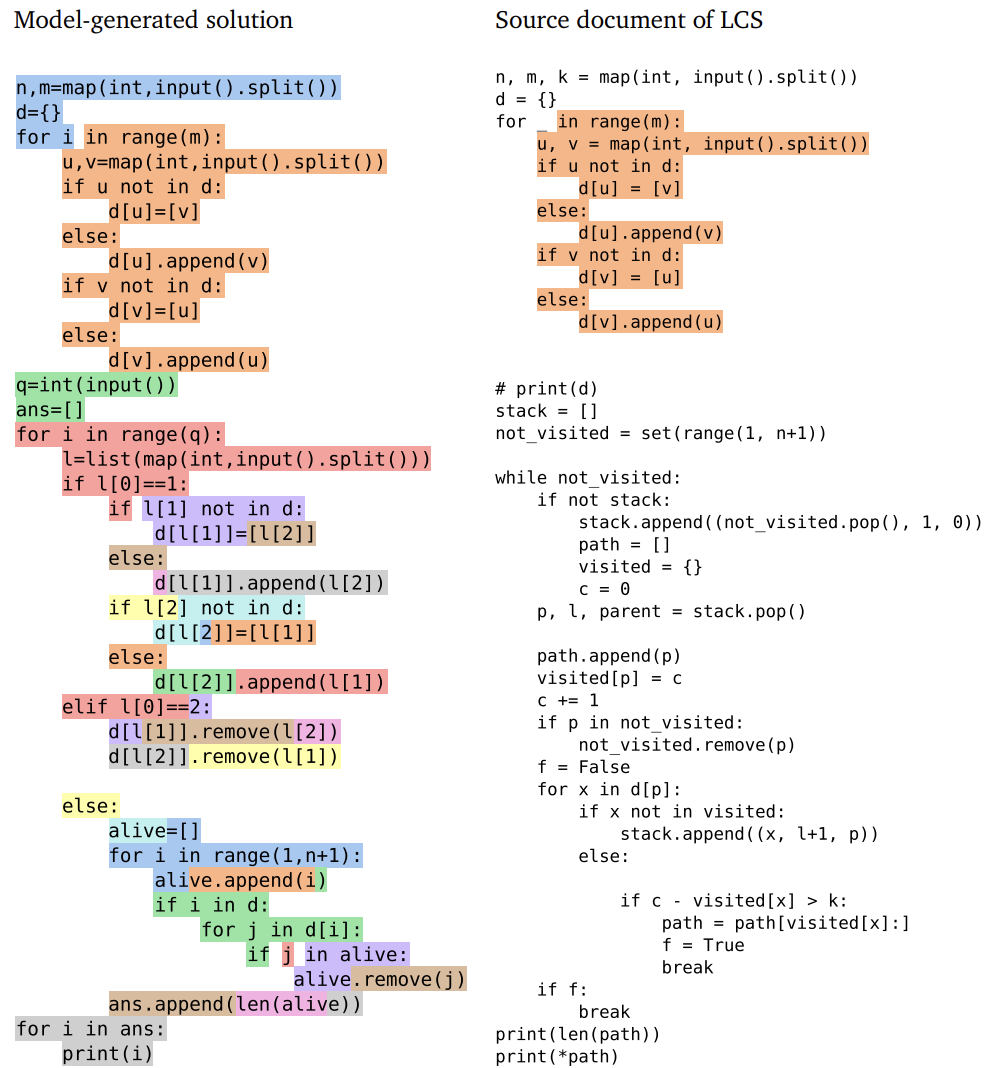 Model-generated solution
n,m=map(int,input().split())
d={}
for i in range(m):
    u,v=map(int,input().split())
    if u not in d:
        d[u]=[v]
    else:
        d[u].append(v)
    if v not in d:
        d[v]=[u]
    else:
        d[v].append(u)
q=int(input())
ans=[]
for i in range(q):
    l=list(map(int,input().split()))
    if l[0]==1:
        if l[1] not in d:
            d[l[1]]=[l[2]]
        else:
            d[l[1]].append(l[2])
        if l[2] not in d:
            d[l[2]]=[l[1]]
        else:
            d[l[2]].append(l[1])
    elif l[0]==2:
        d[l[1]].remove(l[2])
        d[l[2]].remove(l[1])
    else:
        alive=[]
        for i in range(1,n+1):
            alive.append(i)
            if i in d:
                for j in d[i]:
                    if j in alive:
                        alive.remove(j)
        ans.append(len(alive))
for i in ans:
    print(i)
Source document of LCS
n, m, k = map(int, input().split())
d = {}
for _ in range(m):
    u, v = map(int, input().split())
    if u not in d:
        d[u] = [v]
    else:
        d[u].append(v)
    if v not in d:
        d[v] = [u]
    else:
        d[v].append(u)
# print(d)
stack = []
not_visited = set(range(1, n+1))
while not_visited:
    if not stack:
        stack.append((not_visited.pop(), 1, 0))
        path = []
        visited = {}
        c = 0
    p, l, parent = stack.pop()
    path.append(p)
    visited[p] = c
    c += 1
    if p in not_visited:
        not_visited.remove(p)
    f = False
    for x in d[p]:
        if x not in visited:
            stack.append((x, l+1, p))
        else:
            if c - visited[x] > k:
                path = path[visited[x]:]
                f = True
                break
    if f:
        break
print(len(path))
print(*path)